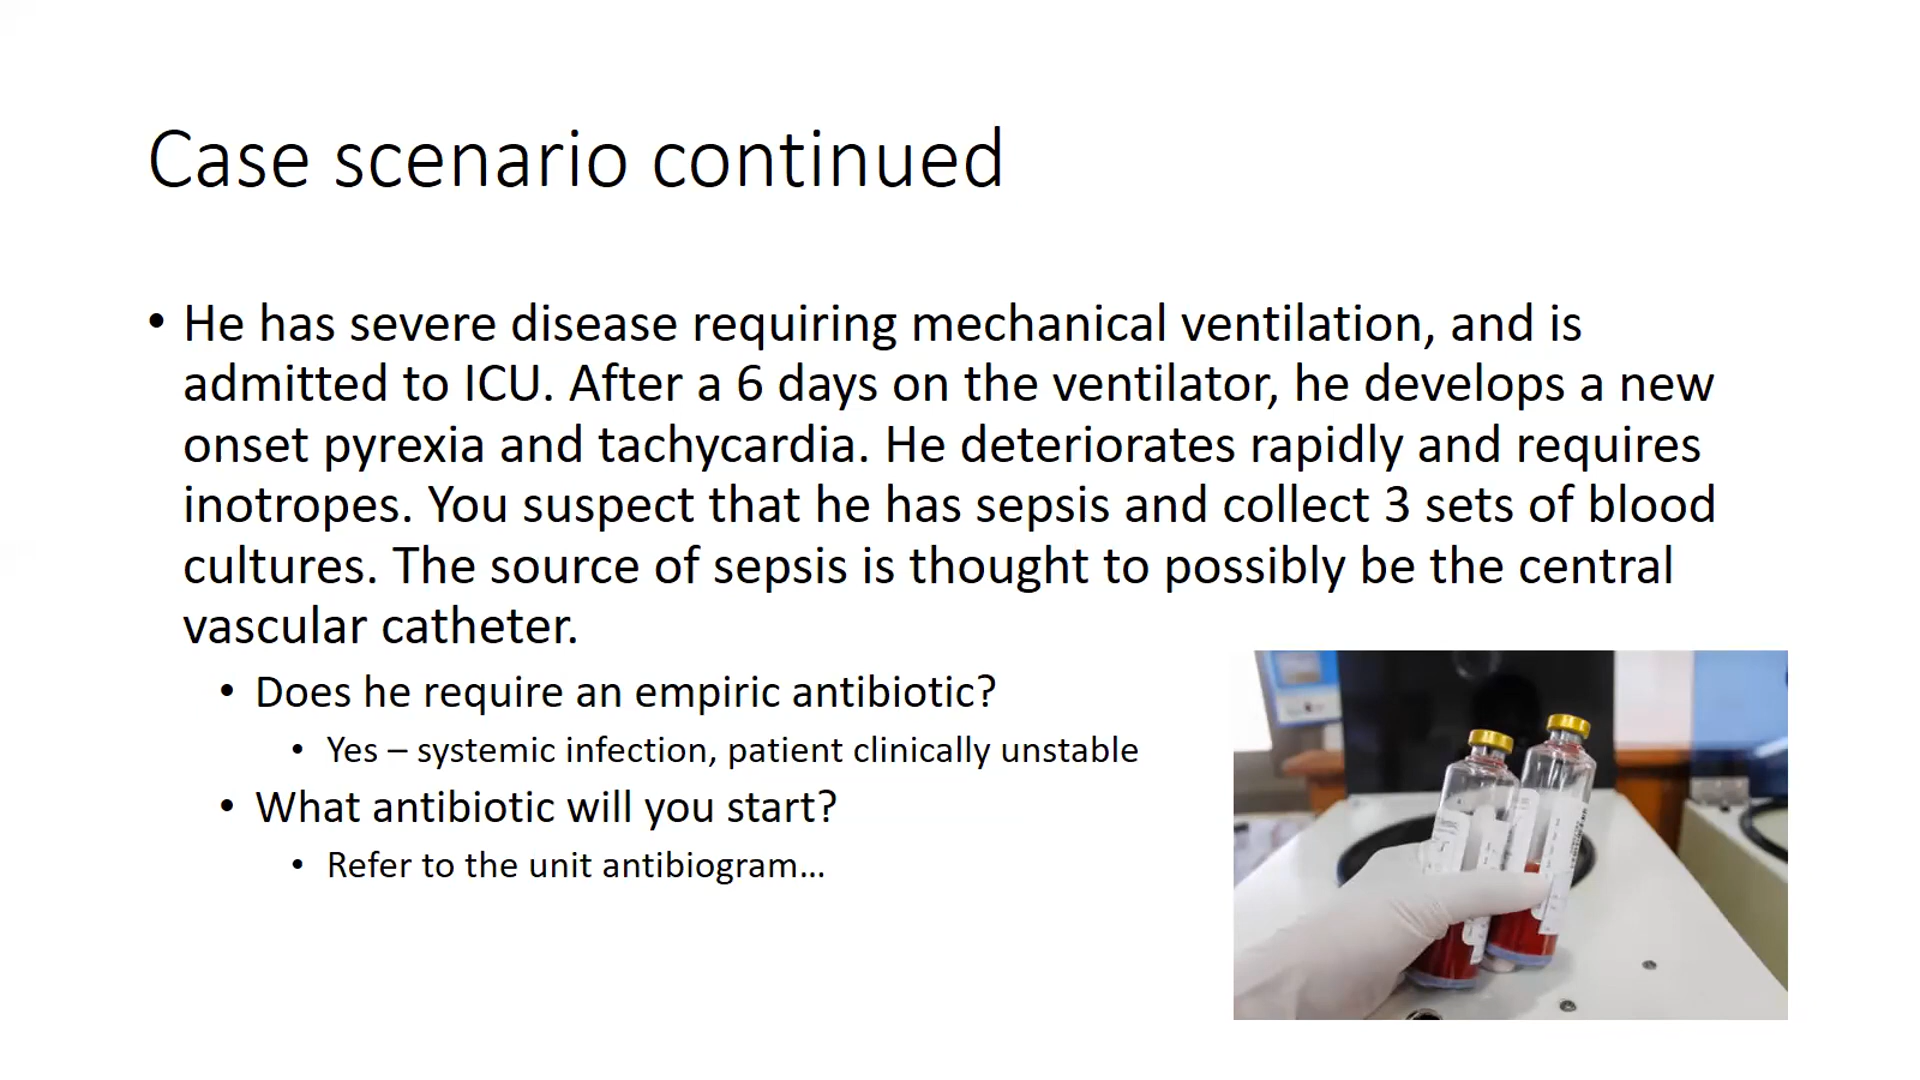 Case scenario continued
• He has severe disease requiring mechanical ventilation, and is
admitted to ICU. After a 6 days on the ventilator, he develops a new
onset pyrexia and tachycardia. He deteriorates rapidly and requires
inotropes. You suspect that he has sepsis and collect 3 sets of blood
cultures. The source of sepsis is thought to possibly be the central
vascular catheter.
• Does he require an empiric antibiotic?
• Yes – systemic infection, patient clinically unstable
• What antibiotic will you start?
• Refer to the unit antibiogram...